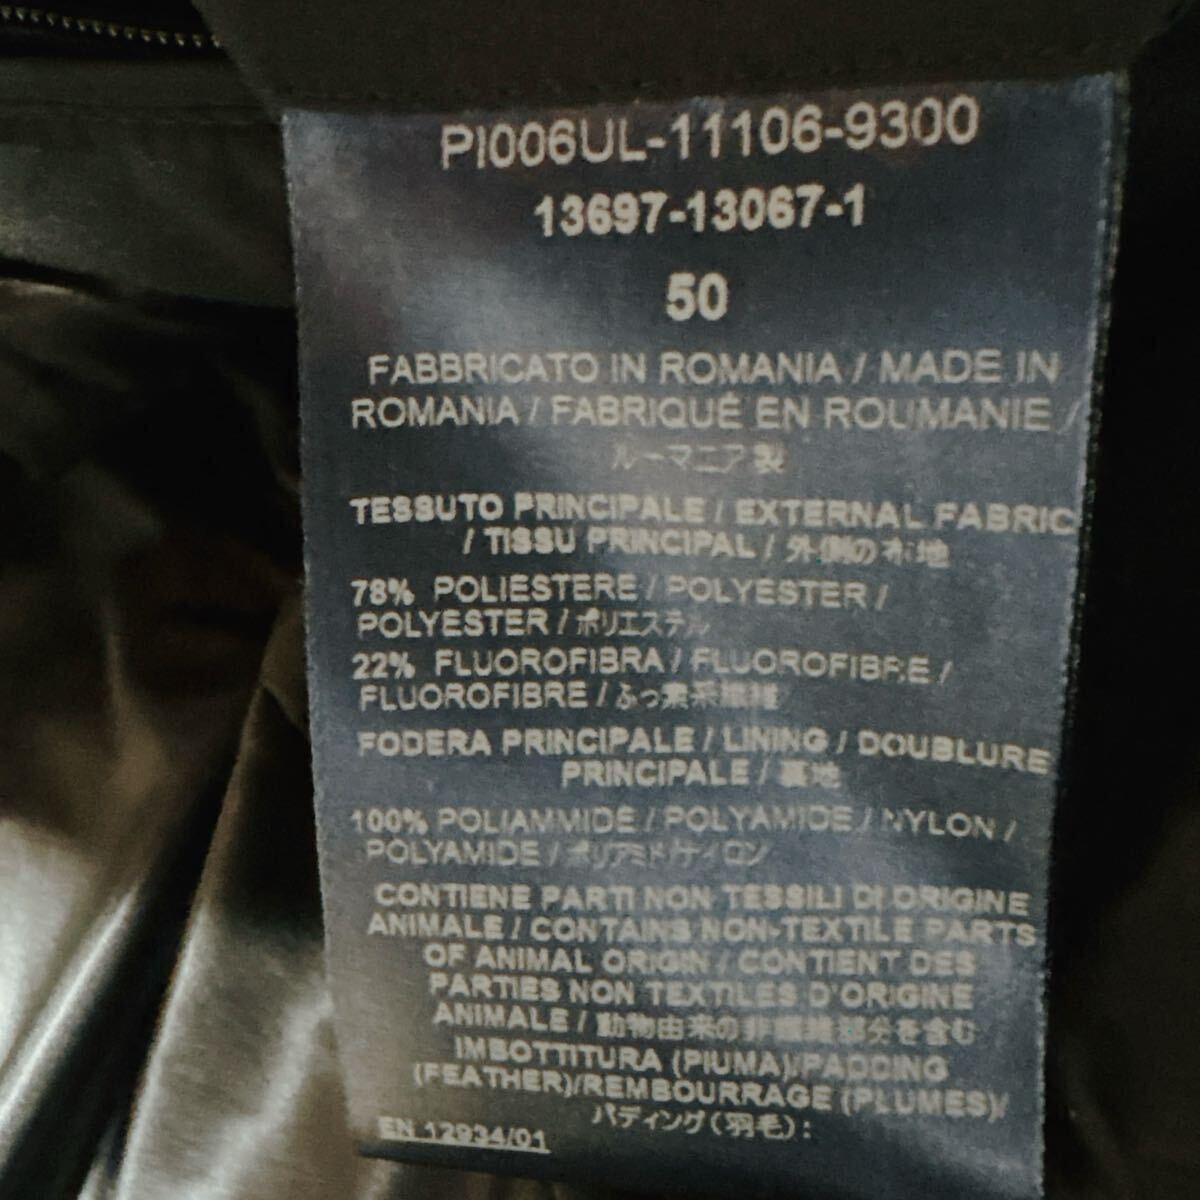 PI006UL-11106-9300
13697-13067-1
50
FABBRICATO IN ROMANIA / MADE IN
ROMANIA / FABRIQUÉ EN ROUMANIE /
ルーマニア製
TESSUTO PRINCIPALE / EXTERNAL FABRIC
/ TISSU PRINCIPAL / 外側の布地
78% POLIESTERE / POLYESTER /
POLYESTER / ポリエステル
22% FLUOROFIBRA / FLUOROFIBRE /
FLUOROFIBRE / ふっ素系繊維
FODERA PRINCIPALE / LINING / DOUBLURE
PRINCIPALE / 裏地
100% POLIAMMIDE / POLYAMIDE / NYLON /
POLYAMIDE / ポリアミド/ナイロン
CONTIENE PARTI NON TESSILI DI ORIGINE
ANIMALE / CONTAINS NON-TEXTILE PARTS
OF ANIMAL ORIGIN / CONTIENT DES
PARTIES NON TEXTILES D'ORIGINE
ANIMALE / 動物由来の非繊維部分を含む
IMBOTTITURA (PIUMA)/PADDING
(FEATHER)/REMBOURRAGE (PLUMES)/
パディング(羽毛):
EN 12934/01